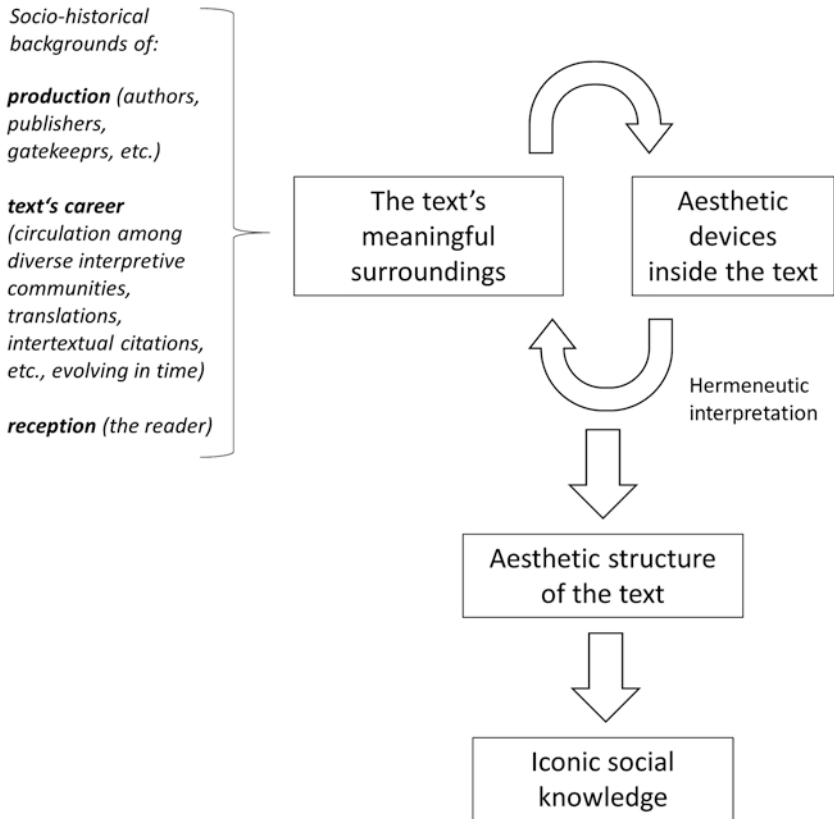 Socio-historical
backgrounds of:
production (authors,
publishers,
gatekeeprs, etc.)
text‘s career
(circulation among
diverse interpretive
communities,
translations,
intertextual citations,
etc., evolving in time)
reception (the reader)
The text’s
meaningful
surroundings
Aesthetic
devices
inside the text
Hermeneutic
interpretation
Aesthetic structure
of the text
Iconic social
knowledge